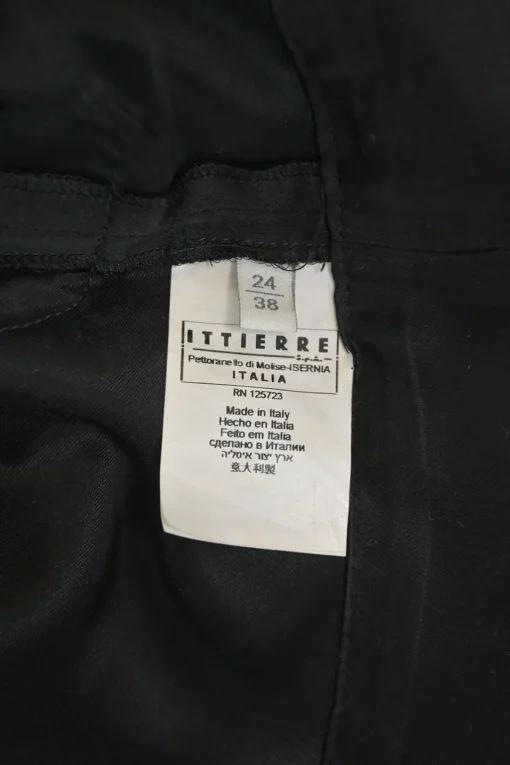 24
38
ITTIERRE
S.p.A.
Pettoranello di Molise-ISERNIA
ITALIA
RN 125723
Made in Italy
Hecho en Italia
Feito em Italia
сделано в Италии
ארץ יצור איטליה
意大利製